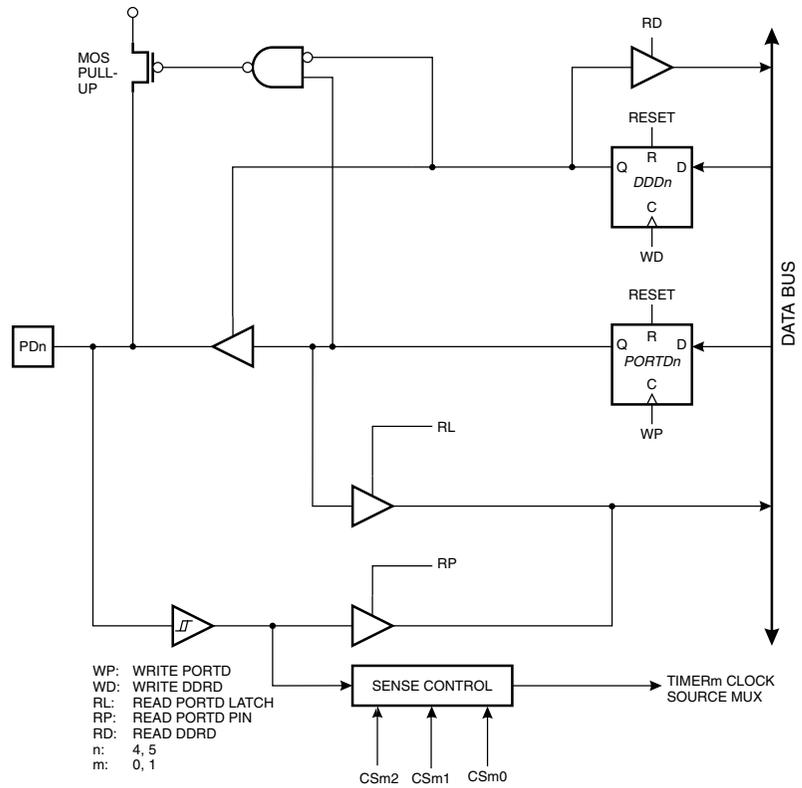 RD
MOS
PULL-
UP
RESET
R
Q
D
DDDn
C
WD
DATA BUS
RESET
PDn
R
Q
D
PORTDn
C
WP
RL
RP
WP: WRITE PORTD
WD: WRITE DDRD
RL: READ PORTD LATCH
RP: READ PORTD PIN
RD: READ DDRD
n: 4, 5
m: 0, 1
SENSE CONTROL
TIMERm CLOCK
SOURCE MUX
CSm2
CSm1
CSm0